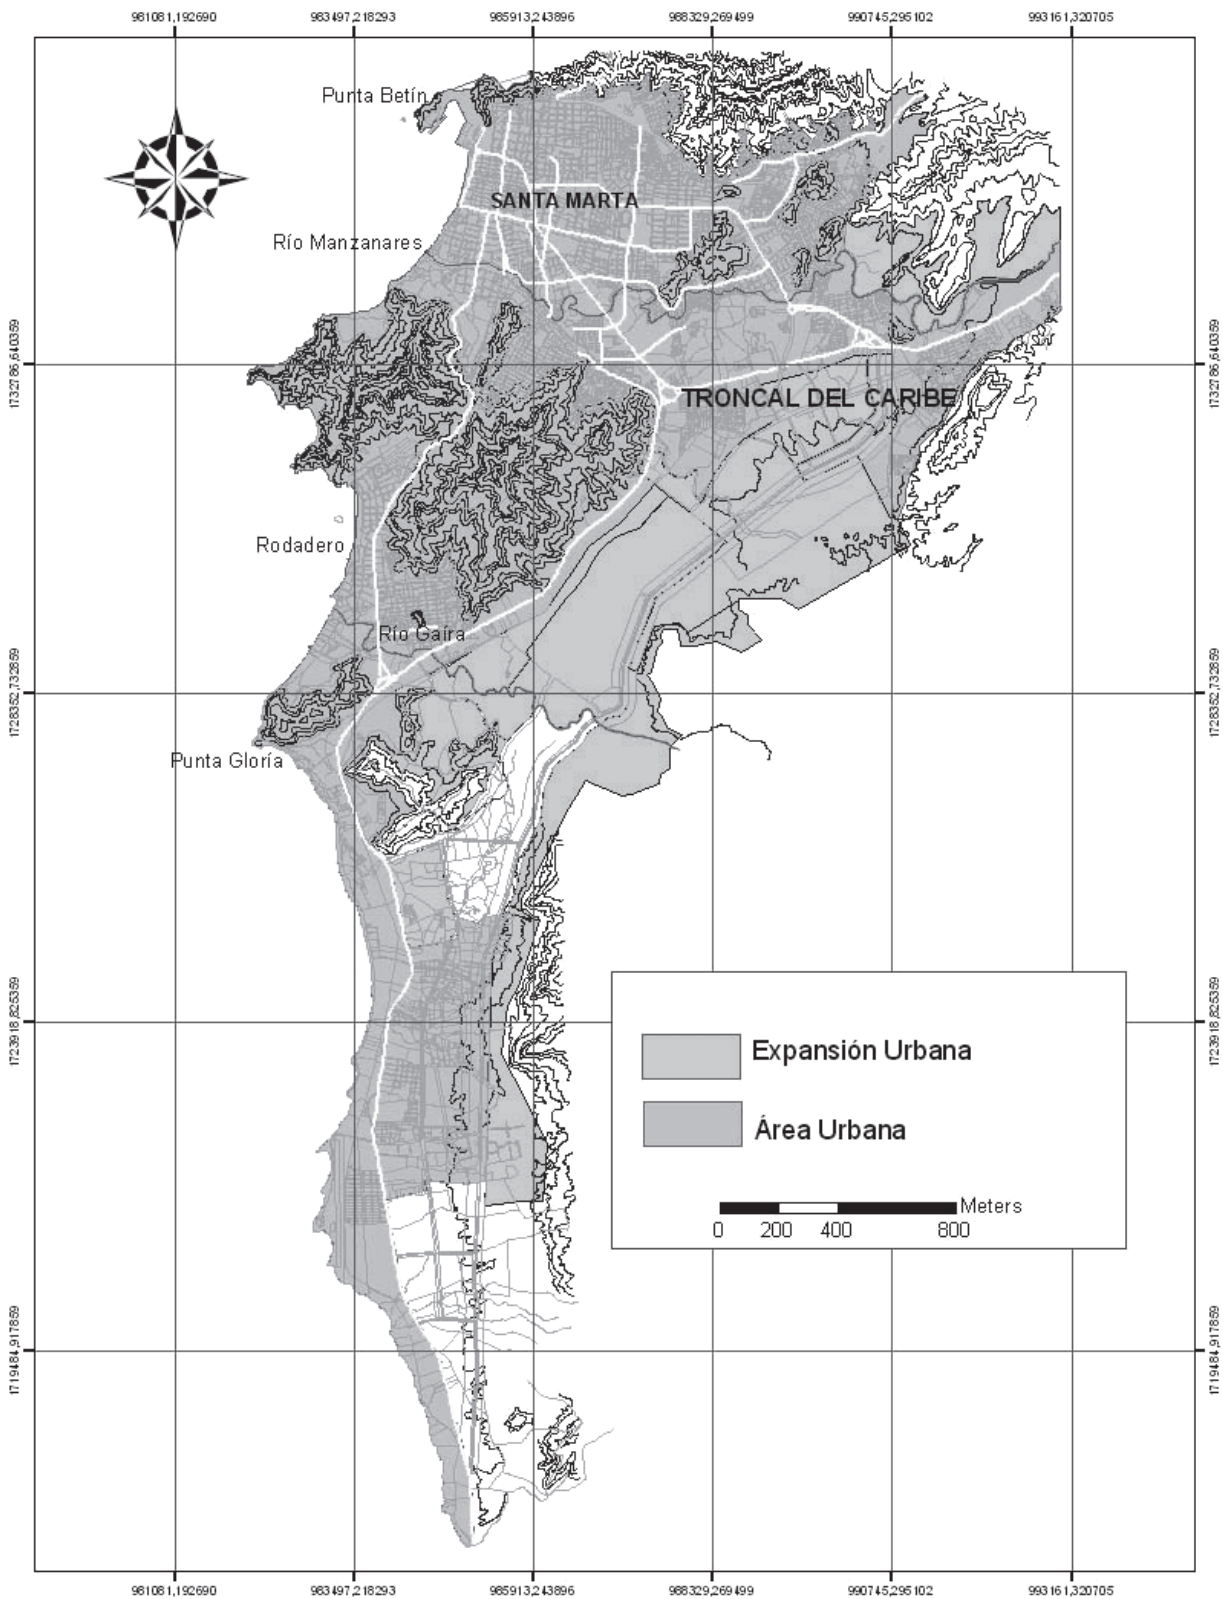 981081,192690
983497,218293
985913,243896
988329,269499
990745,295102
993161,320705
Punta Betín
SANTA MARTA
Río Manzanares
1732786,640359
1732786,640359
TRONCAL DEL CARIBE
Rodadero
Río Gaíra
1728352,732859
1728352,732859
Punta Gloría
1723918,825359
1723918,825359
Expansión Urbana
Área Urbana
Meters
0 200 400 800
1719484,917859
1719484,917859
981081,192690
983497,218293
985913,243896
988329,269499
990745,295102
993161,320705